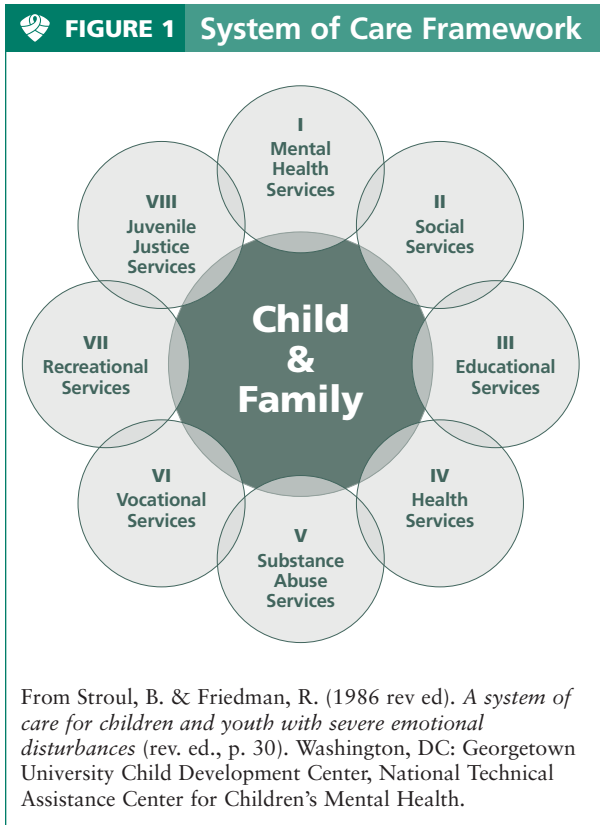 FIGURE 1 System of Care Framework
I
Mental
Health
Services
II
Social
Services
III
Educational
Services
IV
Health
Services
V
Substance
Abuse
Services
VI
Vocational
Services
VII
Recreational
Services
VIII
Juvenile
Justice
Services
Child
&
Family
From Stroul, B. & Friedman, R. (1986 rev ed). A system of
care for children and youth with severe emotional
disturbances (rev. ed., p. 30). Washington, DC: Georgetown
University Child Development Center, National Technical
Assistance Center for Children’s Mental Health.